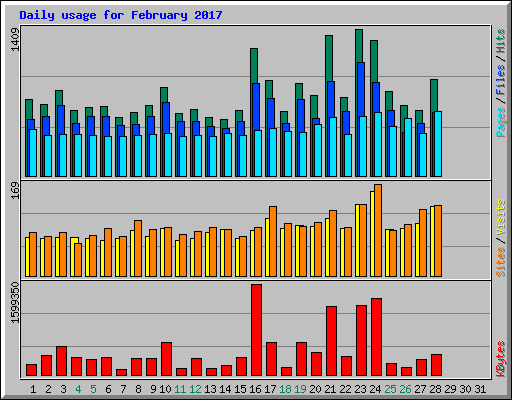 Daily usage for February 2017
1409
Pages / Files / Hits
169
Sites / Visits
1599350
KBytes
1 2 3 4 5 6 7 8 9 10 11 12 13 14 15 16 17 18 19 20 21 22 23 24 25 26 27 28 29 30 31